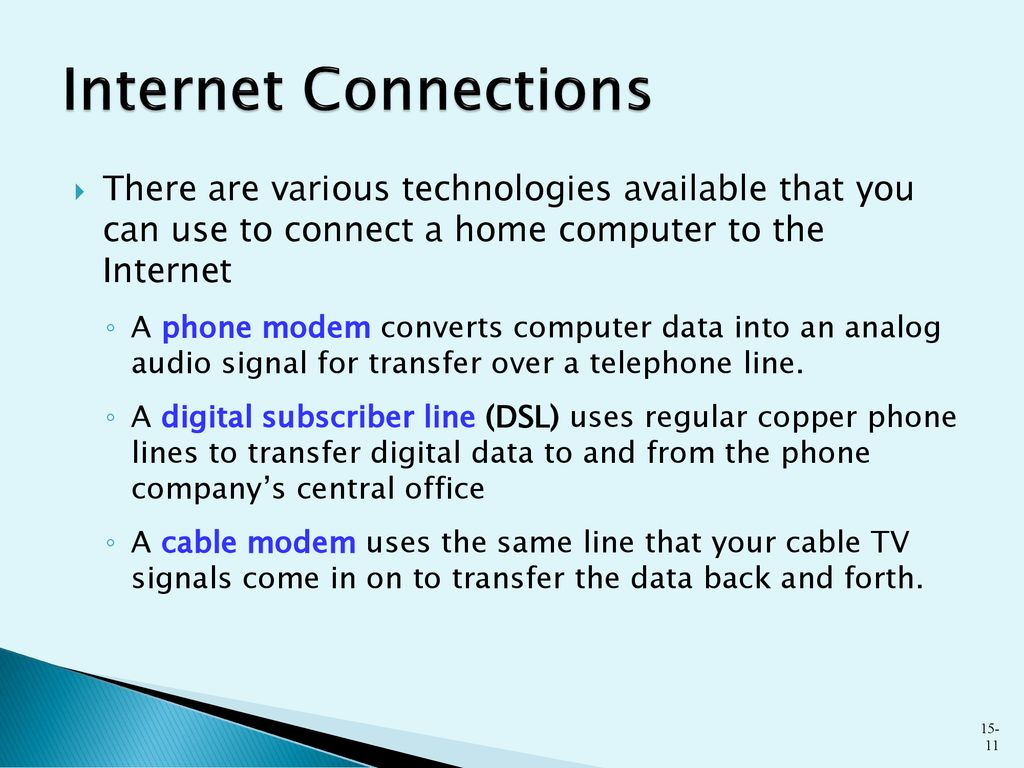 Internet Connections
There are various technologies available that you
can use to connect a home computer to the
Internet
◦ A phone modem converts computer data into an analog
audio signal for transfer over a telephone line.
◦ A digital subscriber line (DSL) uses regular copper phone
lines to transfer digital data to and from the phone
company’s central office
◦ A cable modem uses the same line that your cable TV
signals come in on to transfer the data back and forth.
15-
11